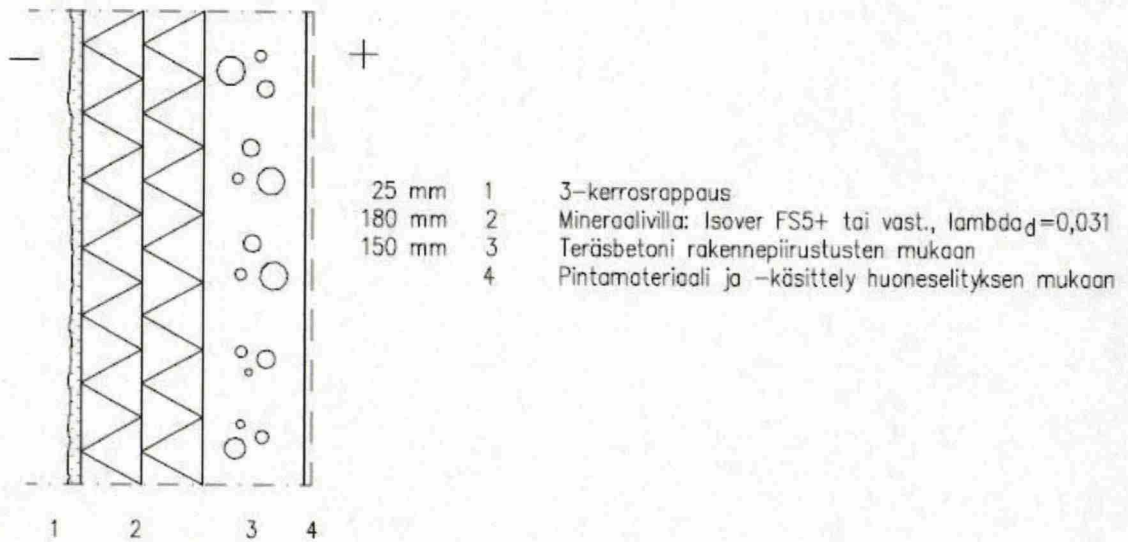 − +
25 mm 1 3-kerrosrappaus
180 mm 2 Mineraalivilla: Isover FS5+ tai vast., lambdad=0,031
150 mm 3 Teräsbetoni rakennepiirustusten mukaan
4 Pintamateriaali ja -käsittely huoneselityksen mukaan
1 2 3 4